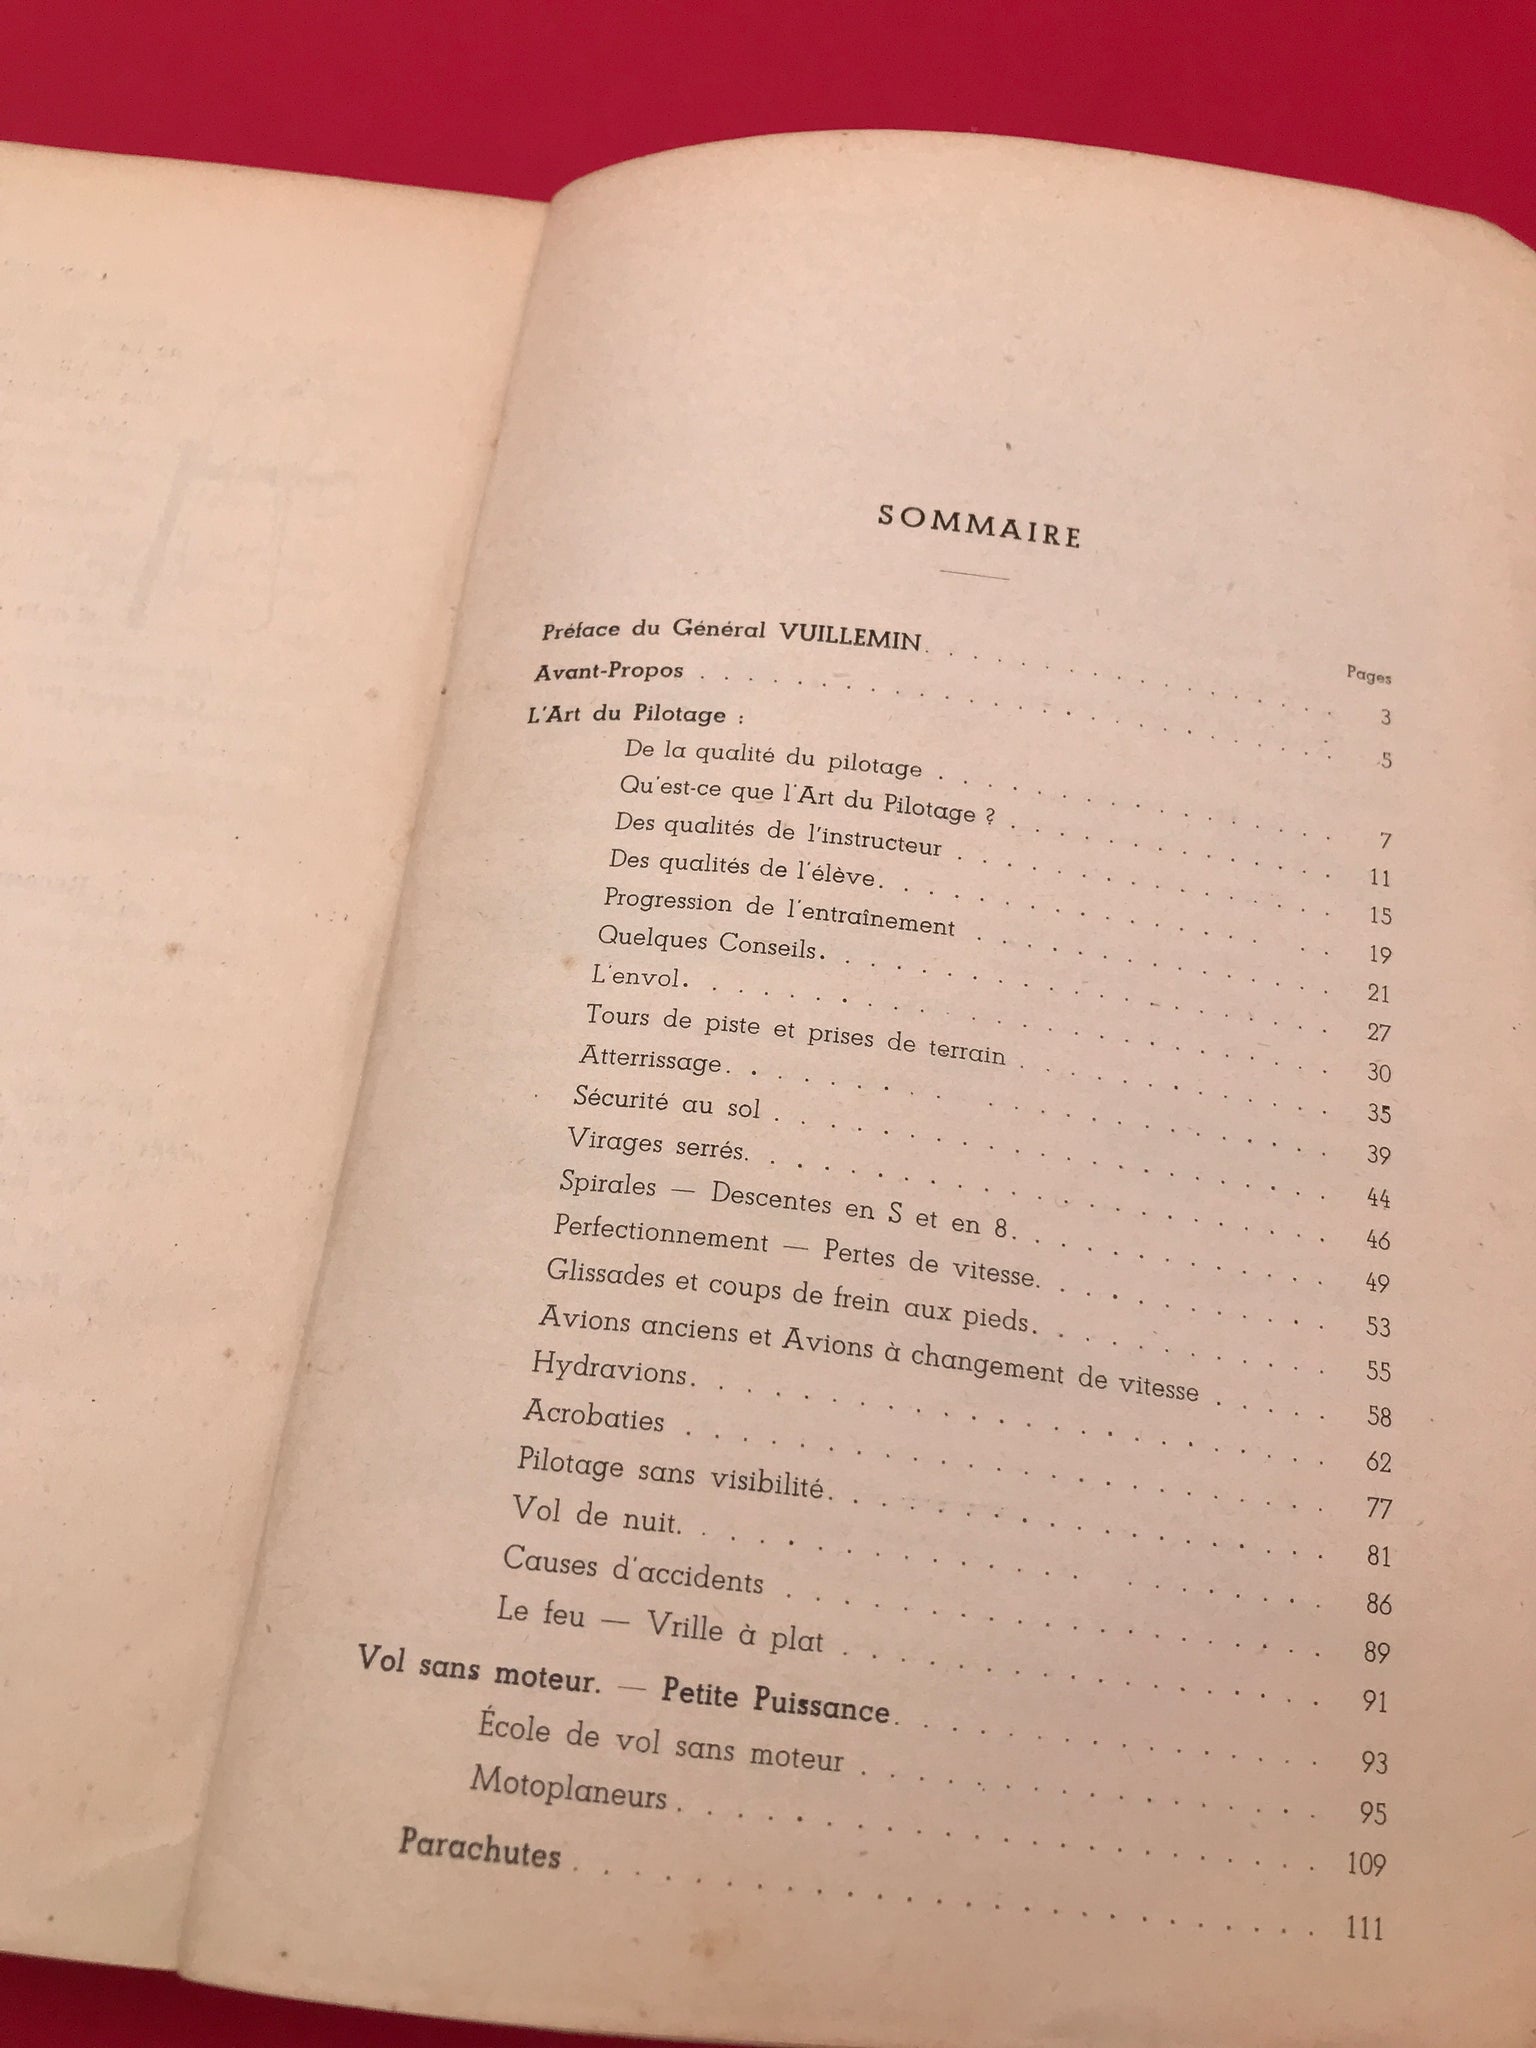 SOMMAIRE
Pages
Préface du Général VUILLEMIN. . . . . . . . . . . . . . 3
Avant-Propos . . . . . . . . . . . . . . . . . . . . . 5
L'Art du Pilotage :
De la qualité du pilotage . . . . . . . . . . . . . . 7
Qu'est-ce que l'Art du Pilotage ? . . . . . . . . . . . 11
Des qualités de l'instructeur . . . . . . . . . . . . . 15
Des qualités de l'élève. . . . . . . . . . . . . . . 19
Progression de l'entraînement . . . . . . . . . . . . 21
Quelques Conseils. . . . . . . . . . . . . . . . . 27
L'envol. . . . . . . . . . . . . . . . . . . . . 30
Tours de piste et prises de terrain . . . . . . . . . . . 35
Atterrissage. . . . . . . . . . . . . . . . . . . . 39
Sécurité au sol . . . . . . . . . . . . . . . . . . 44
Virages serrés. . . . . . . . . . . . . . . . . . . 46
Spirales — Descentes en S et en 8. . . . . . . . . . . 49
Perfectionnement — Pertes de vitesse. . . . . . . . . . 53
Glissades et coups de frein aux pieds. . . . . . . . . . 55
Avions anciens et Avions à changement de vitesse . . . . . 58
Hydravions. . . . . . . . . . . . . . . . . . . . 62
Acrobaties . . . . . . . . . . . . . . . . . . . . 77
Pilotage sans visibilité. . . . . . . . . . . . . . . . 81
Vol de nuit. . . . . . . . . . . . . . . . . . . . 86
Causes d'accidents . . . . . . . . . . . . . . . . . 89
Le feu — Vrille à plat . . . . . . . . . . . . . . . 91
Vol sans moteur. — Petite Puissance. . . . . . . . . . . . . 93
École de vol sans moteur . . . . . . . . . . . . . . 95
Motoplaneurs . . . . . . . . . . . . . . . . . . . 109
Parachutes . . . . . . . . . . . . . . . . . . . . . . 111